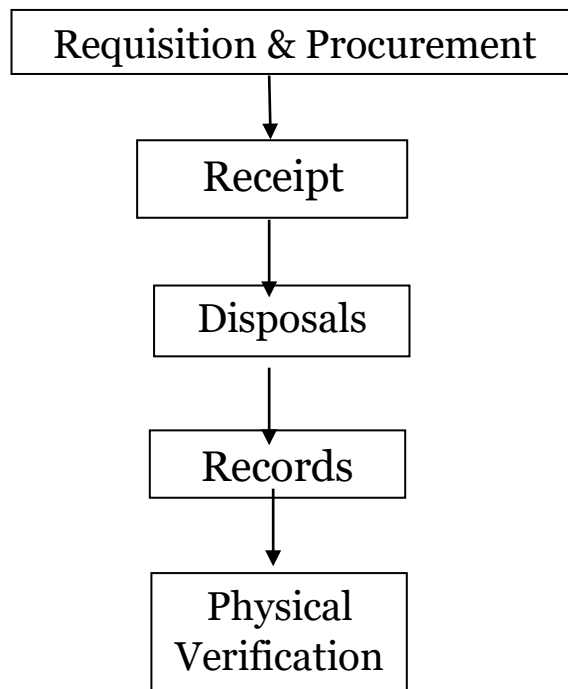 Requisition & Procurement
Receipt
Disposals
Records
Physical
Verification